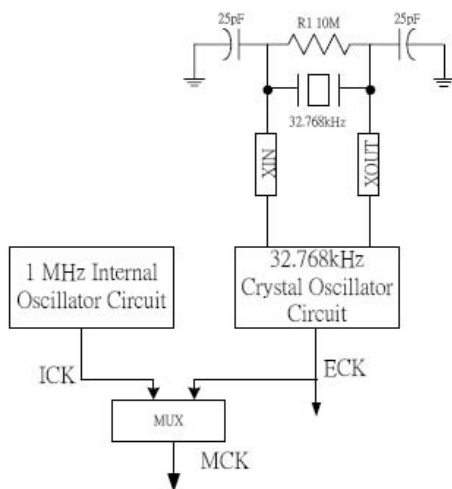 25pF
R1 10M
25pF
32.768kHz
XIN
XOUT
1 MHz Internal
Oscillator Circuit
32.768kHz
Crystal Oscillator
Circuit
ICK
ECK
MUX
MCK